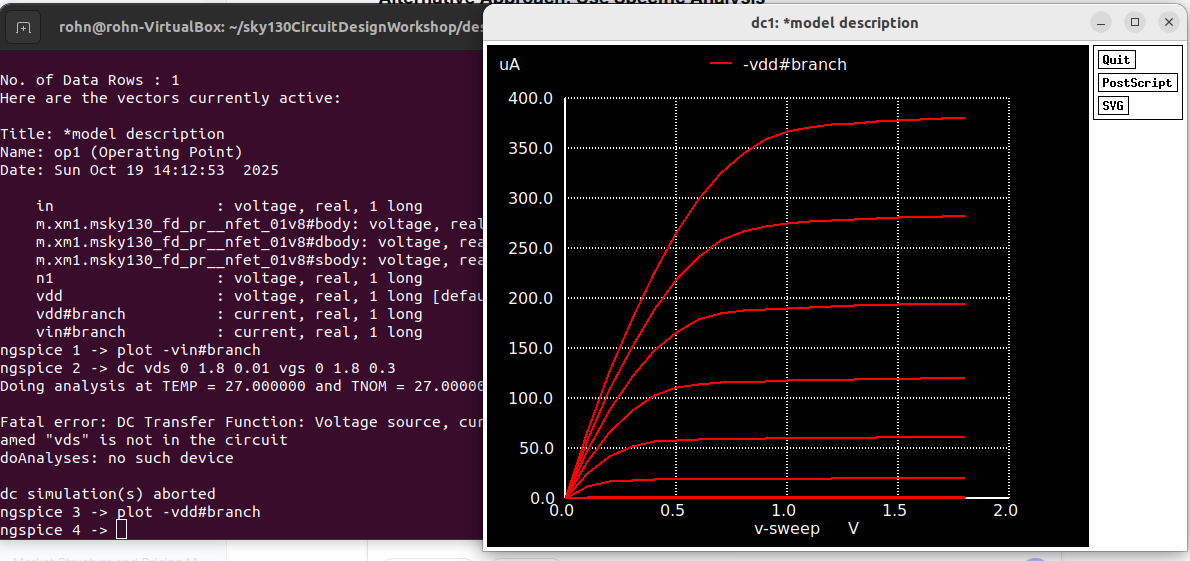 Alternative Approach: Use Specific Analysis
rohn@rohn-VirtualBox: ~/sky130CircuitDesignWorkshop/des
No. of Data Rows : 1
Here are the vectors currently active:
Title: *model description
Name: op1 (Operating Point)
Date: Sun Oct 19 14:12:53  2025
in : voltage, real, 1 long
m.xm1.msky130_fd_pr__nfet_01v8#body: voltage, real
m.xm1.msky130_fd_pr__nfet_01v8#dbody: voltage, rea
m.xm1.msky130_fd_pr__nfet_01v8#sbody: voltage, rea
n1 : voltage, real, 1 long
vdd : voltage, real, 1 long [defau
vdd#branch : current, real, 1 long
vin#branch : current, real, 1 long
ngspice 1 -> plot -vin#branch
ngspice 2 -> dc vds 0 1.8 0.01 vgs 0 1.8 0.3
Doing analysis at TEMP = 27.000000 and TNOM = 27.00000
Fatal error: DC Transfer Function: Voltage source, cur
amed "vds" is not in the circuit
doAnalyses: no such device
dc simulation(s) aborted
ngspice 3 -> plot -vdd#branch
ngspice 4 ->
dc1: *model description
uA
-vdd#branch
400.0
350.0
300.0
250.0
200.0
150.0
100.0
50.0
0.0
0.0 0.5 1.0 1.5 2.0
v-sweep V
Quit
PostScript
SVG